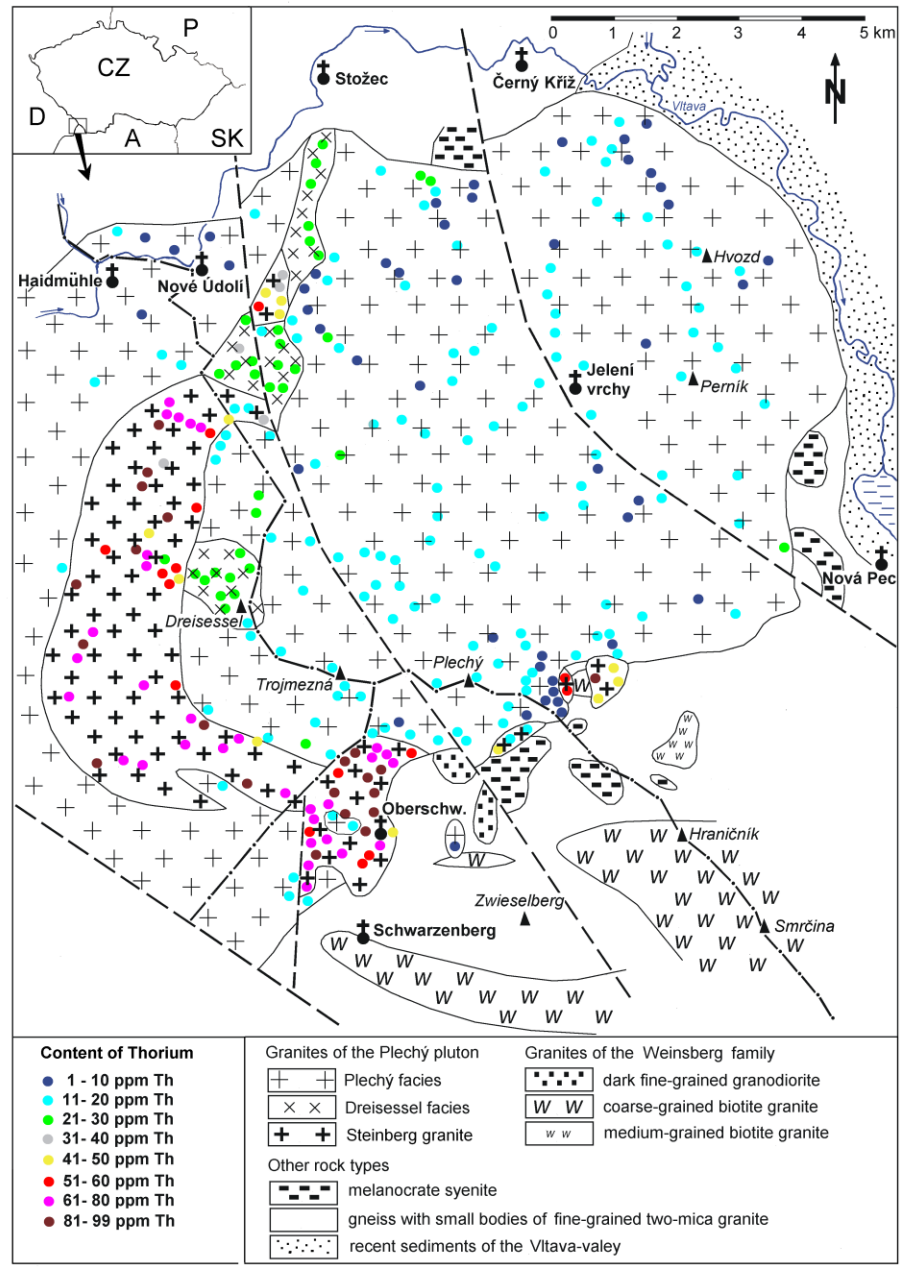 P
CZ
D
A
SK
0 1 2 3 4 5 km
N
Stožec
Černý Kříž
Vltava
Haidmühle
Nové Údolí
Hvozd
Jelení
vrchy
Perník
Nová Pec
Dreisessel
Trojmezná
Plechý
W
w
w w
w w
Oberschw.
Hraničník
W W W
W W W W
W
W W W
Zwieselberg
W W W
Smrčina
Schwarzenberg
W
W W W
W W
W W W
W W W
W W W W
W W W
Content of Thorium
1 - 10 ppm Th
11- 20 ppm Th
21- 30 ppm Th
31- 40 ppm Th
41- 50 ppm Th
51- 60 ppm Th
61- 80 ppm Th
81- 99 ppm Th
Granites of the Plechý pluton
Plechý facies
Dreisessel facies
Steinberg granite
Other rock types
melanocrate syenite
gneiss with small bodies of fine-grained two-mica granite
recent sediments of the Vltava-valey
Granites of the Weinsberg family
dark fine-grained granodiorite
W W coarse-grained biotite granite
w w medium-grained biotite granite